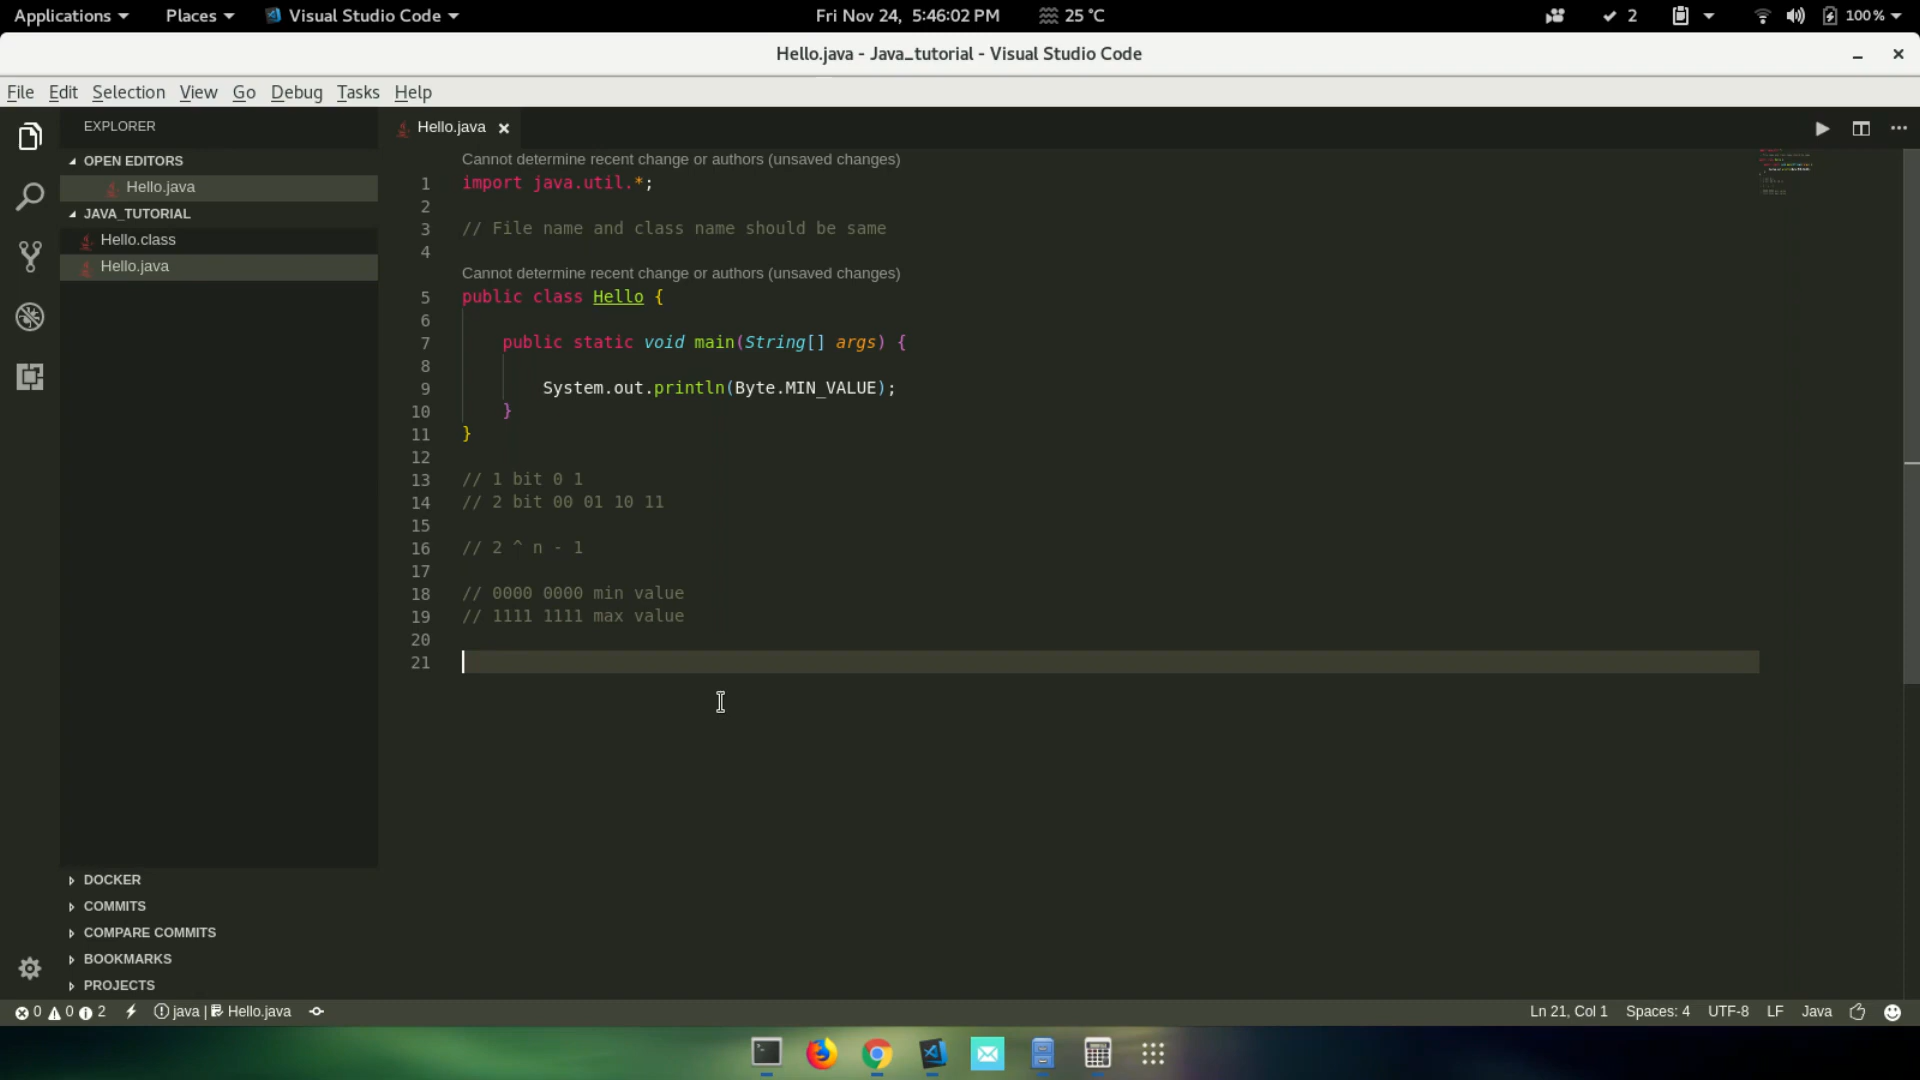 Applications Places Visual Studio Code Fri Nov 24, 5:46:02 PM 25 °C 2 100%
Hello.java - Java_tutorial - Visual Studio Code
File Edit Selection View Go Debug Tasks Help
EXPLORER
OPEN EDITORS
Hello.java
JAVA_TUTORIAL
Hello.class
Hello.java
DOCKER
COMMITS
COMPARE COMMITS
BOOKMARKS
PROJECTS
Hello.java
Cannot determine recent change or authors (unsaved changes)
1 import java.util.*;
2
3 // File name and class name should be same
4
Cannot determine recent change or authors (unsaved changes)
5 public class Hello {
6
7 public static void main(String[] args) {
8
9 System.out.println(Byte.MIN_VALUE);
10 }
11 }
12
13 // 1 bit 0 1
14 // 2 bit 00 01 10 11
15
16 // 2 ^ n - 1
17
18 // 0000 0000 min value
19 // 1111 1111 max value
20
21
0 0 2 java | Hello.java Ln 21, Col 1 Spaces: 4 UTF-8 LF Java